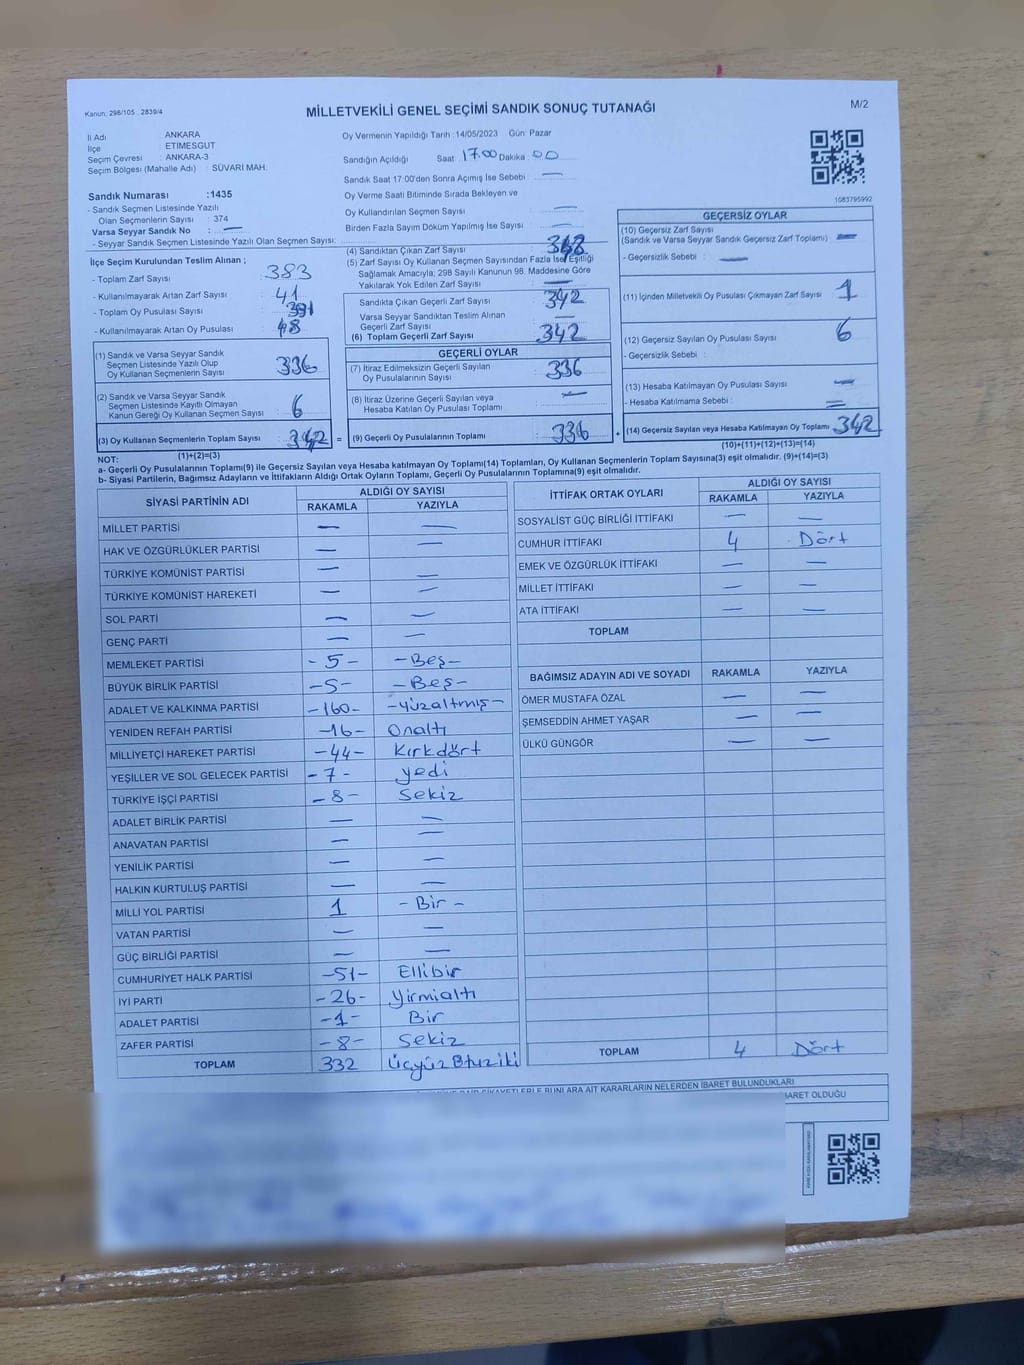 Kanun: 298/105 , 2839/4
MİLLETVEKİLİ GENEL SEÇİMİ SANDIK SONUÇ TUTANAĞI
M/2
İl Adı : ANKARA
İlçe : ETİMESGUT
Seçim Çevresi : ANKARA-3
Seçim Bölgesi (Mahalle Adı) : SÜVARİ MAH.
Oy Vermenin Yapıldığı Tarih :14/05/2023 Gün: Pazar
Sandığın Açıldığı Saat: 17.00 Dakika : 00
Sandık Saat 17:00'den Sonra Açımış İse Sebebi : —
Oy Verme Saati Bitiminde Sırada Bekleyen ve
Oy Kullandırılan Seçmen Sayısı : —
Birden Fazla Sayım Döküm Yapılmış İse Sayısı : —
1083795992
Sandık Numarası :1435
- Sandık Seçmen Listesinde Yazılı
Olan Seçmenlerin Sayısı : 374
Varsa Seyyar Sandık No : —
- Seyyar Sandık Seçmen Listesinde Yazılı Olan Seçmen Sayısı:
İlçe Seçim Kurulundan Teslim Alınan ;
- Toplam Zarf Sayısı : 383
- Kullanılmayarak Artan Zarf Sayısı : 41
- Toplam Oy Pusulası Sayısı :
- Kullanılmayarak Artan Oy Pusulası :
(1) Sandık ve Varsa Seyyar Sandık
Seçmen Listesinde Yazılı Olup
Oy Kullanan Seçmenlerin Sayısı : 336
(2) Sandık ve Varsa Seyyar Sandık
Seçmen Listesinde Kayıtlı Olmayan
Kanun Gereği Oy Kullanan Seçmen Sayısı : 6
(3) Oy Kullanan Seçmenlerin Toplam Sayısı : 342 =
(1)+(2)=(3)
(4) Sandıktan Çıkan Zarf Sayısı : 342
(5) Zarf Sayısı Oy Kullanan Seçmen Sayısından Fazla İse, Eşitliği
Sağlamak Amacıyla; 298 Sayılı Kanunun 98. Maddesine Göre
Yakılarak Yok Edilen Zarf Sayısı : —
Sandıkta Çıkan Geçerli Zarf Sayısı : 342
Varsa Seyyar Sandıktan Teslim Alınan
Geçerli Zarf Sayısı : —
(6) Toplam Geçerli Zarf Sayısı : 342
GEÇERLİ OYLAR
(7) İtiraz Edilmeksizin Geçerli Sayılan
Oy Pusulalarının Sayısı : 336
(8) İtiraz Üzerine Geçerli Sayılan veya
Hesaba Katılan Oy Pusulası Toplamı : —
(9) Geçerli Oy Pusulalarının Toplamı : 336 +
GEÇERSİZ OYLAR
(10) Geçersiz Zarf Sayısı
(Sandık ve Varsa Seyyar Sandık Geçersiz Zarf Toplamı) : —
- Geçersizlik Sebebi : —
(11) İçinden Milletvekili Oy Pusulası Çıkmayan Zarf Sayısı : 1
(12) Geçersiz Sayılan Oy Pusulası Sayısı : 6
- Geçersizlik Sebebi :
(13) Hesaba Katılmayan Oy Pusulası Sayısı : —
- Hesaba Katılmama Sebebi : —
(14) Geçersiz Sayılan veya Hesaba Katılmayan Oy Toplamı : 342
(10)+(11)+(12)+(13)=(14)
NOT:
a- Geçerli Oy Pusulalarının Toplamı(9) ile Geçersiz Sayılan veya Hesaba katılmayan Oy Toplamı(14) Toplamları, Oy Kullanan Seçmenlerin Toplam Sayısına(3) eşit olmalıdır. (9)+(14)=(3)
b- Siyasi Partilerin, Bağımsız Adayların ve İttifakların Aldığı Ortak Oyların Toplamı, Geçerli Oy Pusulalarının Toplamına(9) eşit olmalıdır.
SİYASİ PARTİNİN ADI ALDIĞI OY SAYISI
RAKAMLA YAZIYLA
MİLLET PARTİSİ — —
HAK VE ÖZGÜRLÜKLER PARTİSİ — —
TÜRKİYE KOMÜNİST PARTİSİ — —
TÜRKİYE KOMÜNİST HAREKETİ — —
SOL PARTİ — —
GENÇ PARTİ — —
MEMLEKET PARTİSİ -5- -Beş-
BÜYÜK BİRLİK PARTİSİ -5- -Beş-
ADALET VE KALKINMA PARTİSİ -160- -Yüzaltmış-
YENİDEN REFAH PARTİSİ -16- Onaltı
MİLLİYETÇİ HAREKET PARTİSİ -44- Kırkdört
YEŞİLLER VE SOL GELECEK PARTİSİ -7- yedi
TÜRKİYE İŞÇİ PARTİSİ -8- Sekiz
ADALET BİRLİK PARTİSİ — —
ANAVATAN PARTİSİ — —
YENİLİK PARTİSİ — —
HALKIN KURTULUŞ PARTİSİ — —
MİLLİ YOL PARTİSİ 1 -Bir-
VATAN PARTİSİ — —
GÜÇ BİRLİĞİ PARTİSİ — —
CUMHURİYET HALK PARTİSİ -51- Ellibir
İYİ PARTİ -26- Yirmialtı
ADALET PARTİSİ -1- Bir
ZAFER PARTİSİ -8- Sekiz
TOPLAM 332 Üçyüzotuziki
İTTİFAK ORTAK OYLARI ALDIĞI OY SAYISI
RAKAMLA YAZIYLA
SOSYALİST GÜÇ BİRLİĞİ İTTİFAKI — —
CUMHUR İTTİFAKI 4 Dört
EMEK VE ÖZGÜRLÜK İTTİFAKI — —
MİLLET İTTİFAKI — —
ATA İTTİFAKI — —
TOPLAM
BAĞIMSIZ ADAYIN ADI VE SOYADI RAKAMLA YAZIYLA
ÖMER MUSTAFA ÖZAL — —
ŞEMSEDDİN AHMET YAŞAR — —
ÜLKÜ GÜNGÖR — —
TOPLAM 4 Dört
BUNLARA AİT KARARLARIN NELERDEN İBARET BULUNDUKLARI
OLDUĞU